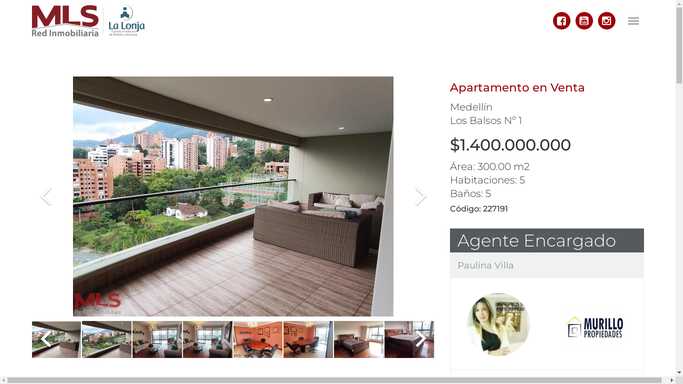 MLS
Red Inmobiliaria
La Lonja
Apartamento en Venta
Medellín
Los Balsos Nº 1
$1.400.000.000
Área: 300.00 m2
Habitaciones: 5
Baños: 5
Código: 227191
Agente Encargado
Paulina Villa
MLS
MURILLO
PROPIEDADES